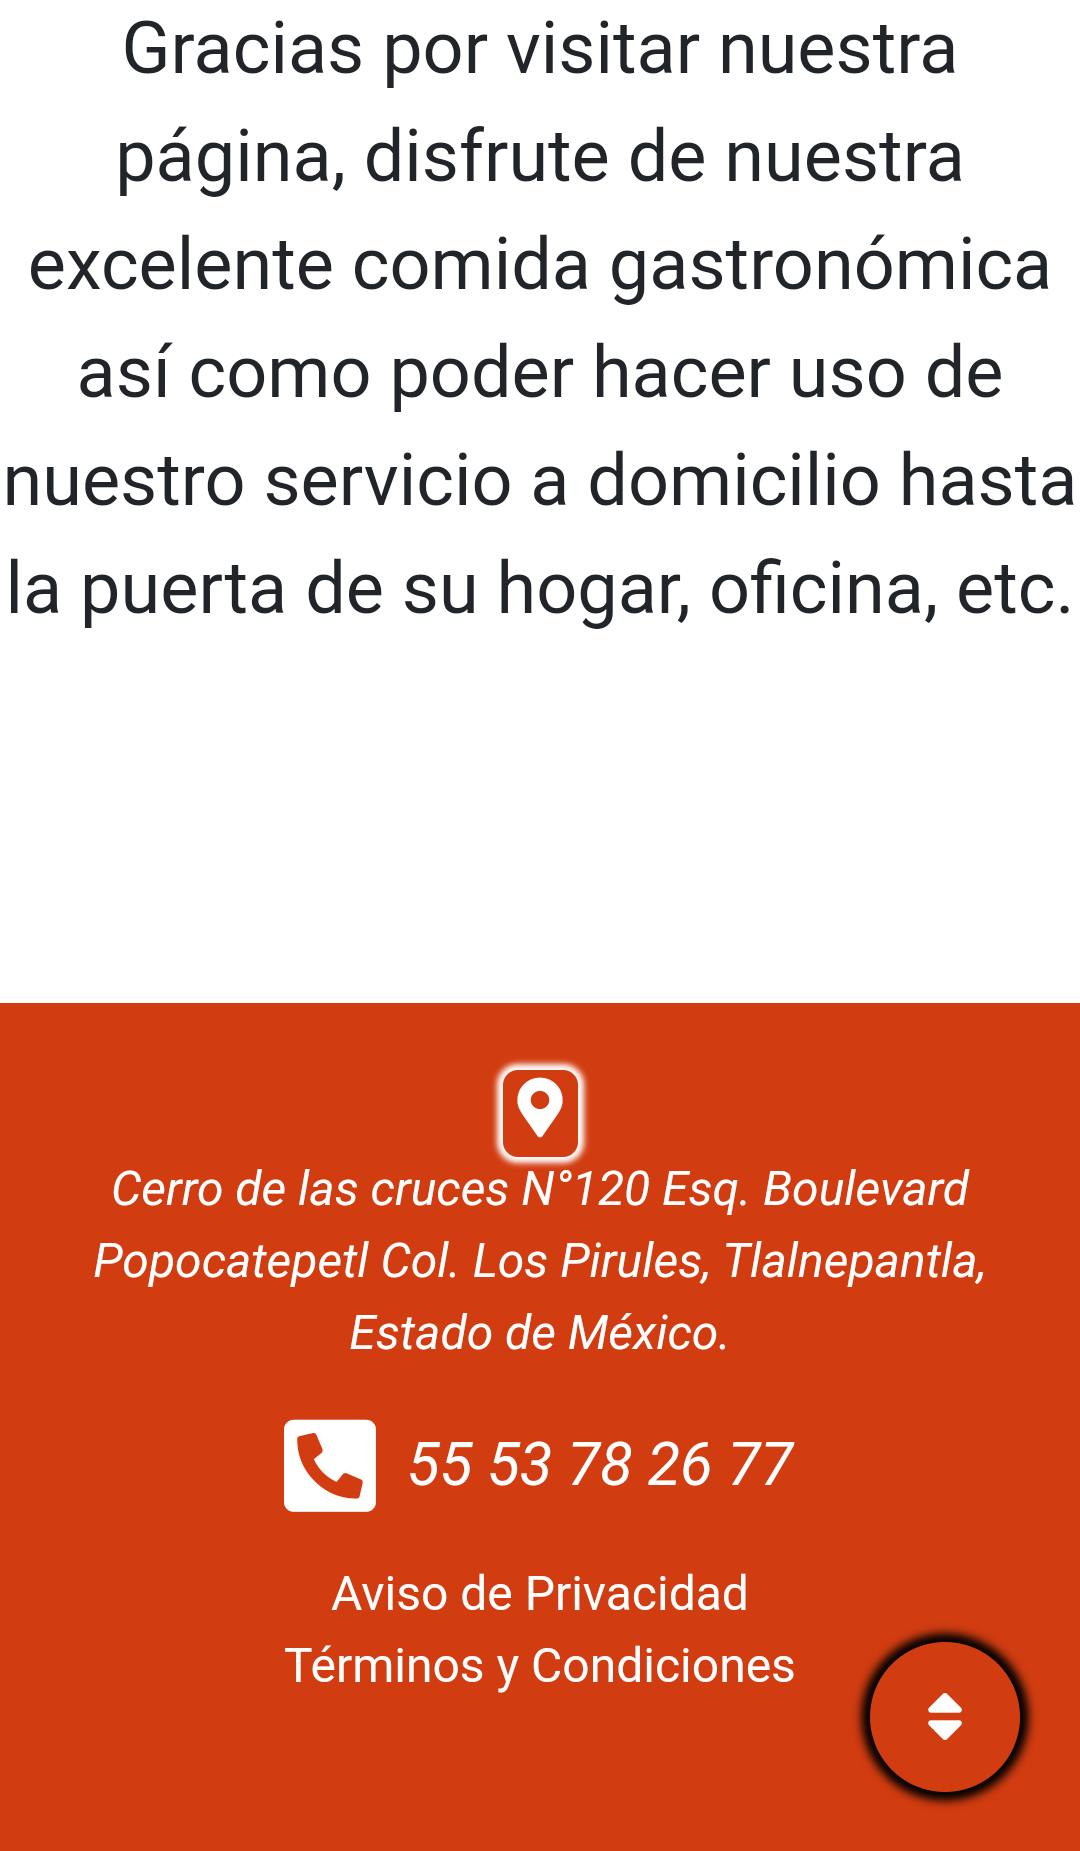 Gracias por visitar nuestra
página, disfrute de nuestra
excelente comida gastronómica
así como poder hacer uso de
nuestro servicio a domicilio hasta
la puerta de su hogar, oficina, etc.
Cerro de las cruces N°120 Esq. Boulevard
Popocatepetl Col. Los Pirules, Tlalnepantla,
Estado de México.
55 53 78 26 77
Aviso de Privacidad
Términos y Condiciones